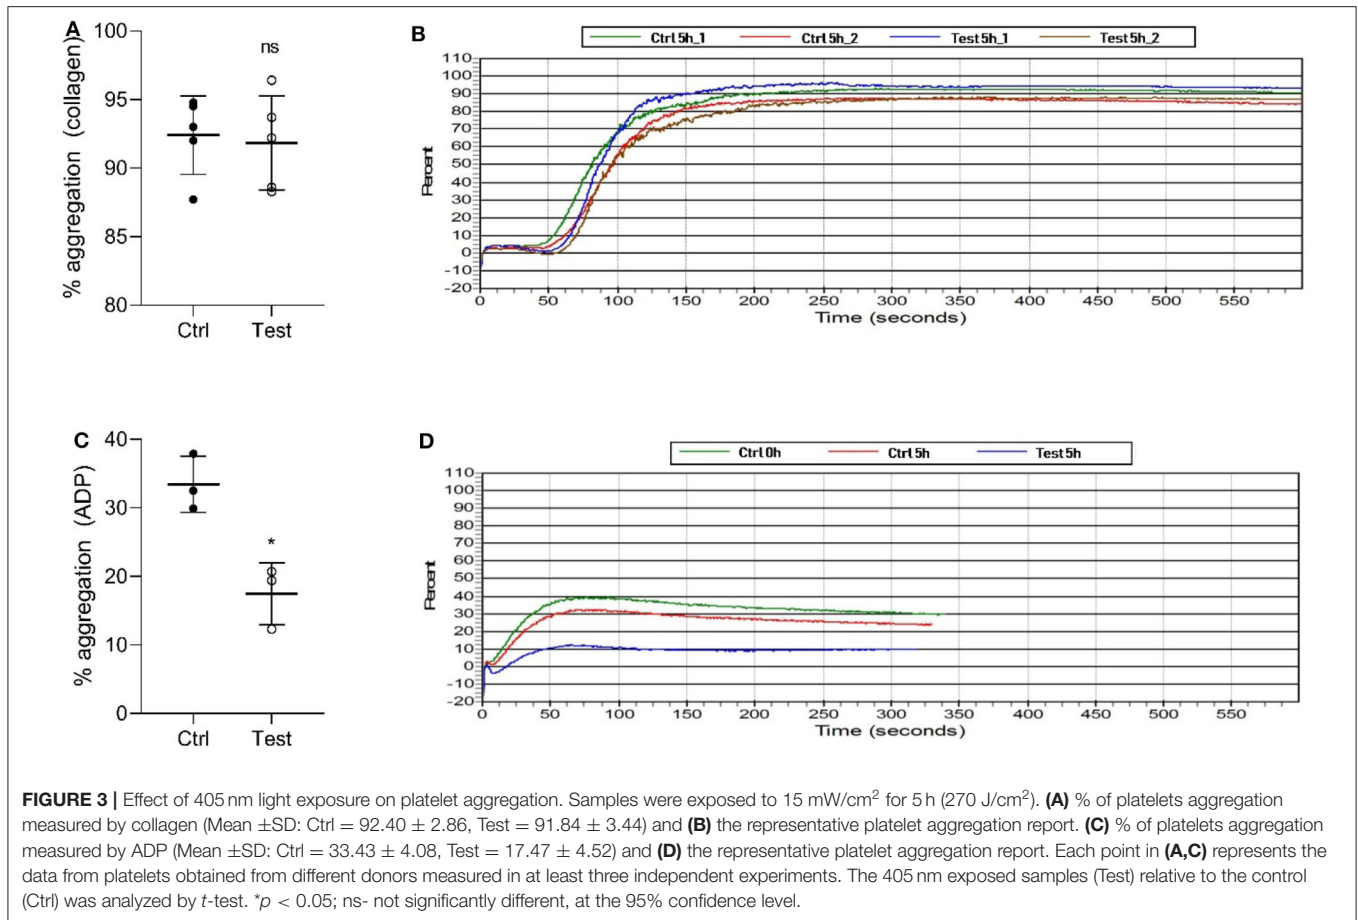 A
100
95
90
85
80
% aggregation (collagen)
ns
Ctrl
Test
B
Ctrl 5h_1
Ctrl 5h_2
Test 5h_1
Test 5h_2
110
100
90
80
70
60
50
40
30
20
10
0
-10
-20
Percent
0
50
100
150
200
250
300
350
400
450
500
550
Time (seconds)
C
40
30
20
10
0
% aggregation (ADP)
*
Ctrl
Test
D
Ctrl 0h
Ctrl 5h
Test 5h
110
100
90
80
70
60
50
40
30
20
10
0
-10
-20
Percent
0
50
100
150
200
250
300
350
400
450
500
550
Time (seconds)
FIGURE 3 | Effect of 405 nm light exposure on platelet aggregation. Samples were exposed to 15 mW/cm² for 5 h (270 J/cm²). (A) % of platelets aggregation
measured by collagen (Mean ±SD: Ctrl = 92.40 ± 2.86, Test = 91.84 ± 3.44) and (B) the representative platelet aggregation report. (C) % of platelets aggregation
measured by ADP (Mean ±SD: Ctrl = 33.43 ± 4.08, Test = 17.47 ± 4.52) and (D) the representative platelet aggregation report. Each point in (A,C) represents the
data from platelets obtained from different donors measured in at least three independent experiments. The 405 nm exposed samples (Test) relative to the control
(Ctrl) was analyzed by t-test. *p < 0.05; ns- not significantly different, at the 95% confidence level.